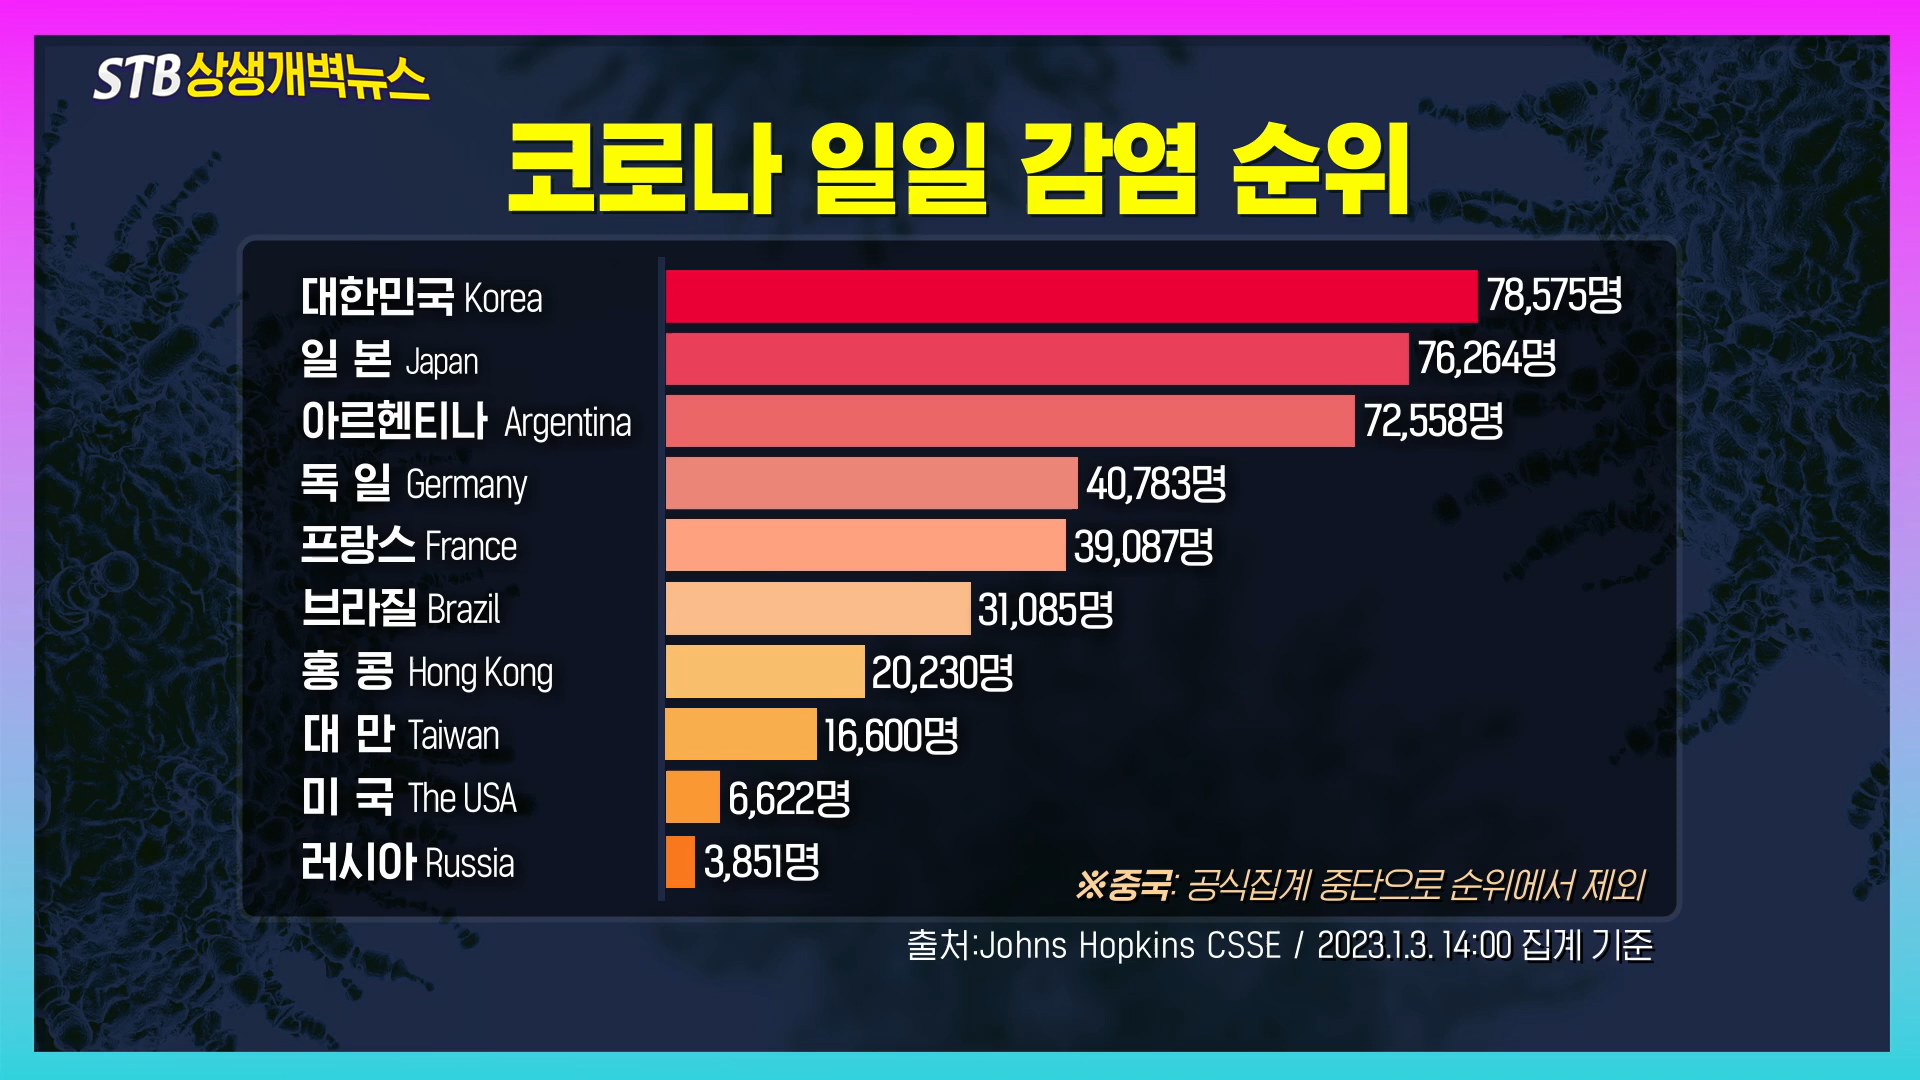 STB상생개벽뉴스
코로나 일일 감염 순위
대한민국 Korea 78,575명
일 본 Japan 76,264명
아르헨티나 Argentina 72,558명
독 일 Germany 40,783명
프랑스 France 39,087명
브라질 Brazil 31,085명
홍 콩 Hong Kong 20,230명
대 만 Taiwan 16,600명
미 국 The USA 6,622명
러시아 Russia 3,851명
※중국: 공식집계 중단으로 순위에서 제외
출처:Johns Hopkins CSSE / 2023.1.3. 14:00 집계 기준